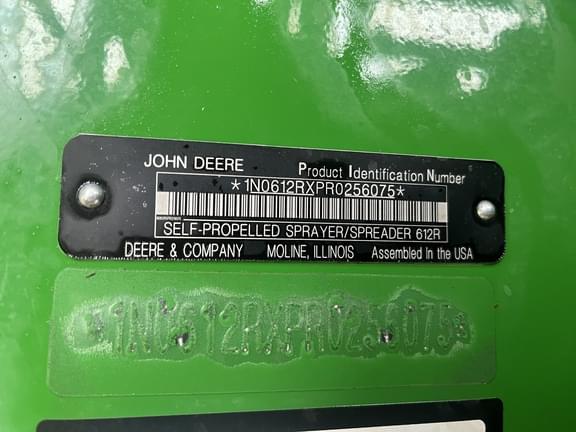 JOHN DEERE Product Identification Number
*1N0612RXPR0256075*
SELF-PROPELLED SPRAYER/SPREADER 612R
DEERE & COMPANY MOLINE, ILLINOIS Assembled in the USA
*1N0612RXPR0256075*